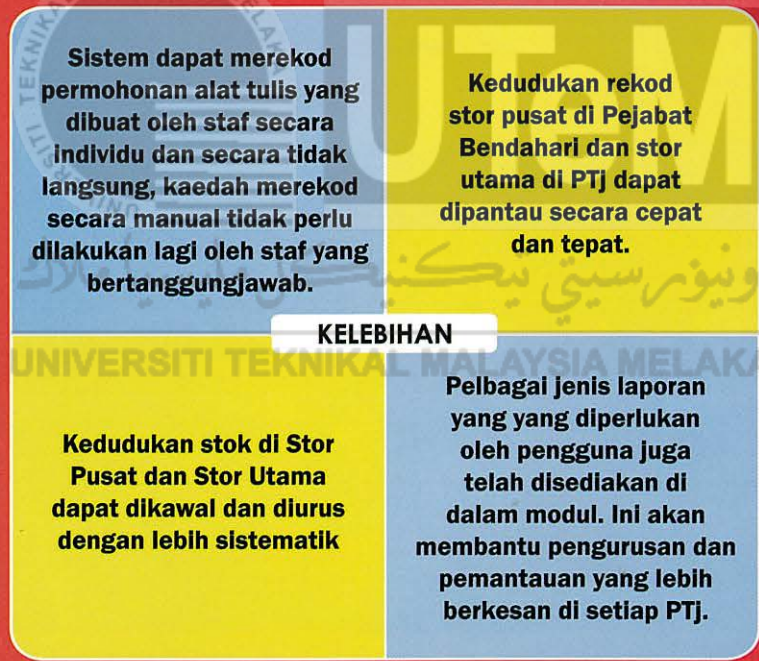 Sistem dapat merekod
permohonan alat tulis yang
dibuat oleh staf secara
individu dan secara tidak
langsung, kaedah merekod
secara manual tidak perlu
dilakukan lagi oleh staf yang
bertanggungjawab.
Kedudukan rekod
stor pusat di Pejabat
Bendahari dan stor
utama di PTj dapat
dipantau secara cepat
dan tepat.
KELEBIHAN
Kedudukan stok di Stor
Pusat dan Stor Utama
dapat dikawal dan diurus
dengan lebih sistematik
Pelbagai jenis laporan
yang yang diperlukan
oleh pengguna juga
telah disediakan di
dalam modul. Ini akan
membantu pengurusan dan
pemantauan yang lebih
berkesan di setiap PTj.
UTeM
UNIVERSITI TEKNIKAL MALAYSIA MELAKA